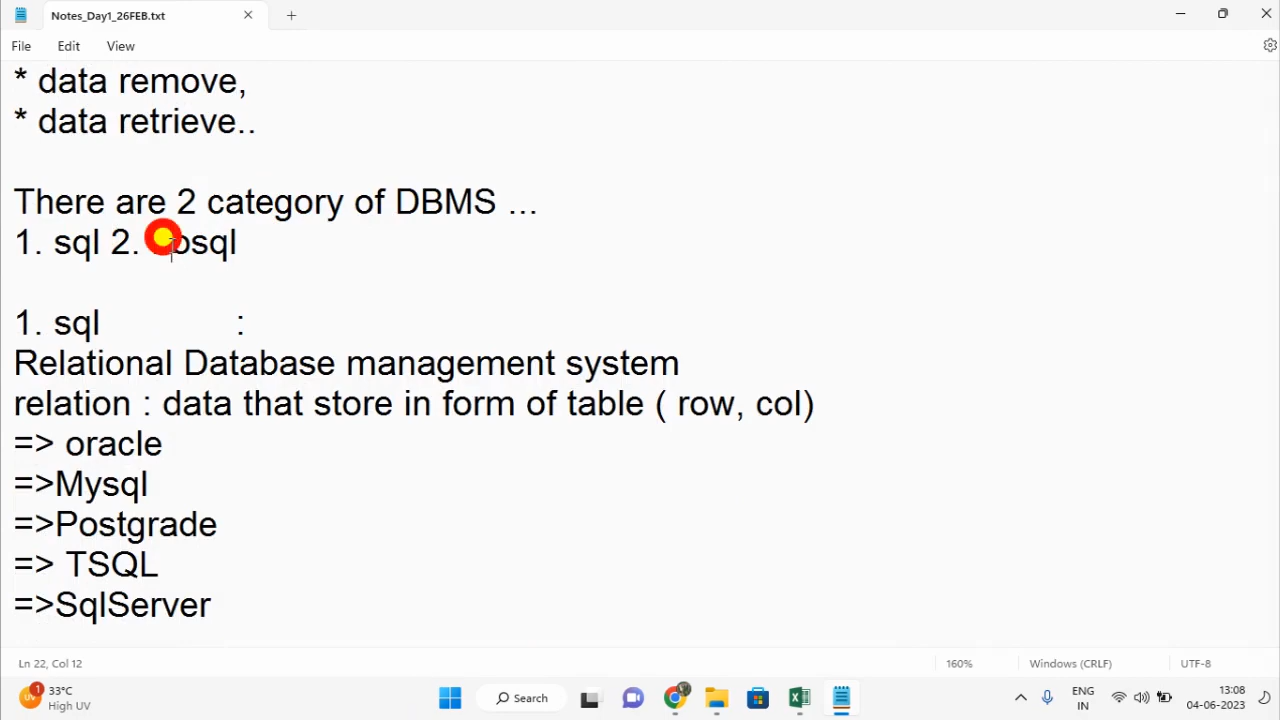 Notes_Day1_26FEB.txt
File Edit View
* data remove,
* data retrieve..
There are 2 category of DBMS ...
1. sql 2. osql
1. sql :
Relational Database management system
relation : data that store in form of table ( row, col)
=> oracle
=>Mysql
=>Postgrade
=> TSQL
=>SqlServer
Ln 22, Col 12 160% Windows (CRLF) UTF-8
1 33°C
High UV
Search
ENG
IN
13:08
04-06-2023